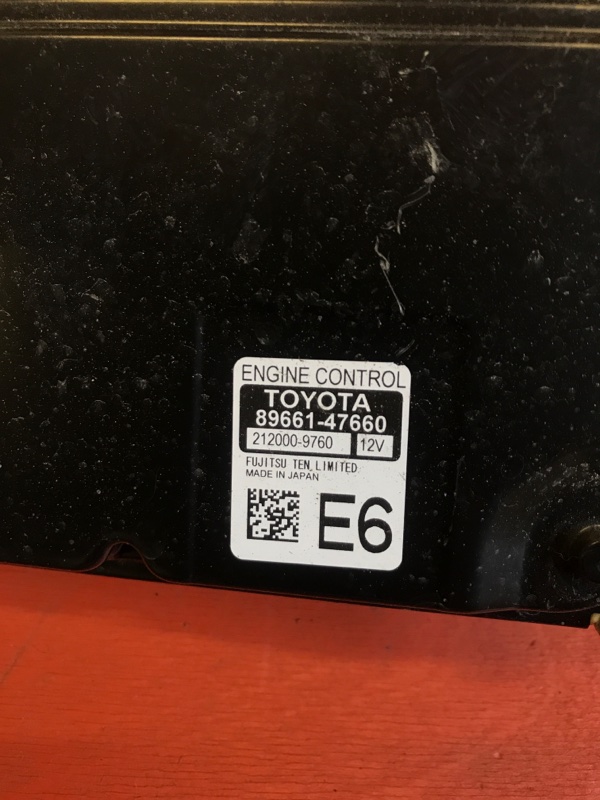 ENGINE CONTROL
TOYOTA
89661-47660
212000-9760 12V
FUJITSU TEN LIMITED
MADE IN JAPAN
E6